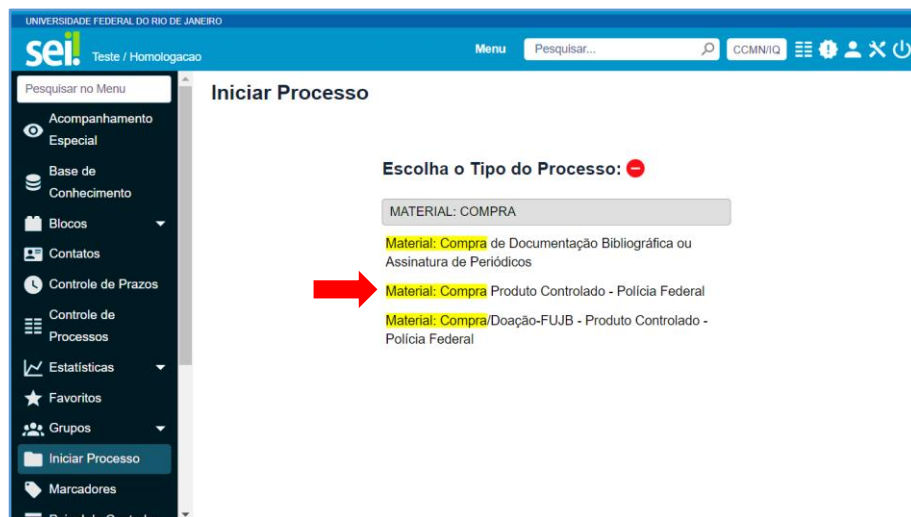 UNIVERSIDADE FEDERAL DO RIO DE JANEIRO
sei!
Teste / Homologacao
Menu
Pesquisar...
CCMN/IQ
Pesquisar no Menu
Acompanhamento
Especial
Base de
Conhecimento
Blocos
Contatos
Controle de Prazos
Controle de
Processos
Estatísticas
Favoritos
Grupos
Iniciar Processo
Marcadores
Iniciar Processo
Escolha o Tipo do Processo:
MATERIAL: COMPRA
Material: Compra de Documentação Bibliográfica ou
Assinatura de Periódicos
Material: Compra Produto Controlado - Polícia Federal
Material: Compra/Doação-FUJB - Produto Controlado -
Polícia Federal